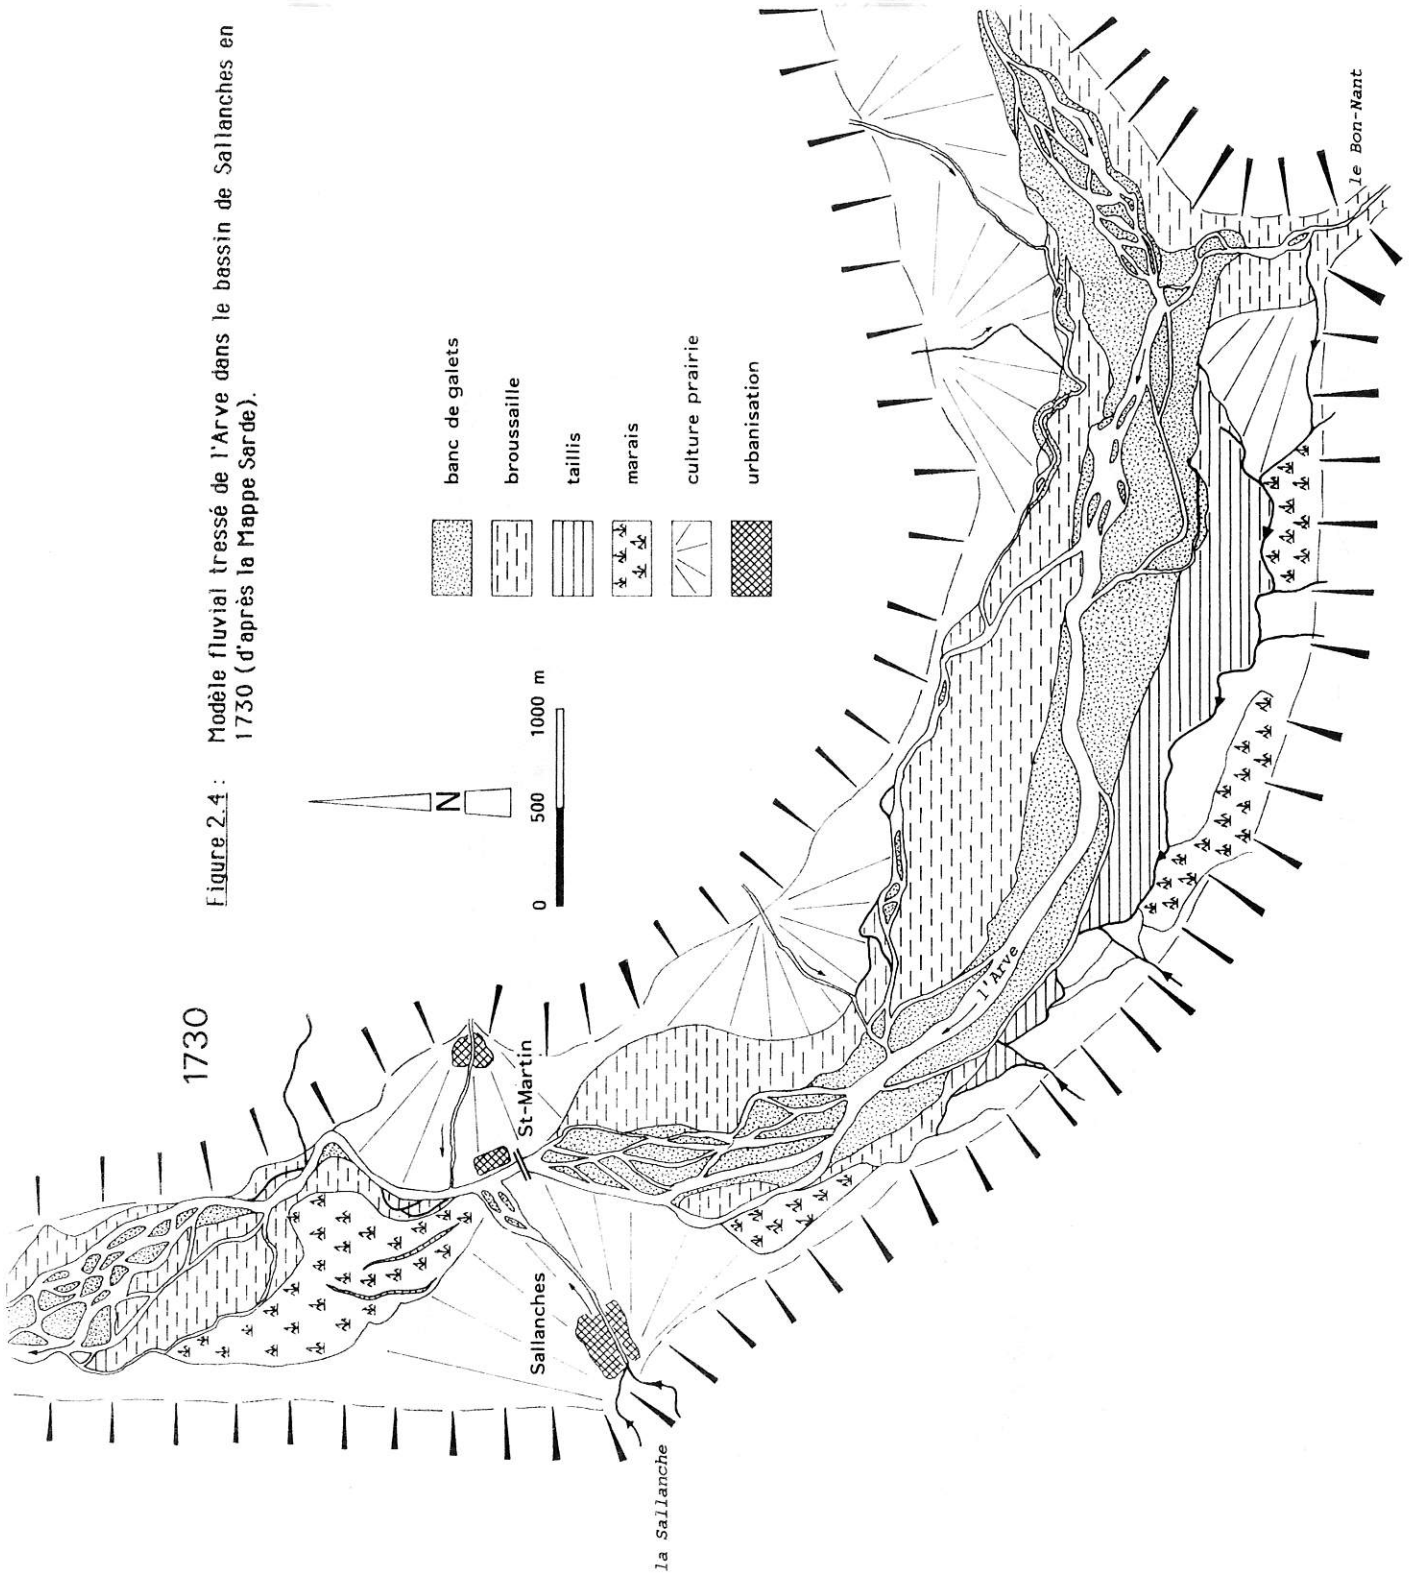 Figure 2.4 : Modèle fluvial tressé de l'Arve dans le bassin de Sallanches en
1730 (d'après la Mappe Sarde).
1730
N
0 500 1000 m
banc de galets
broussaille
taillis
marais
culture prairie
urbanisation
St-Martin
Sallanches
la Sallanche
l'Arve
le Bon-Nant